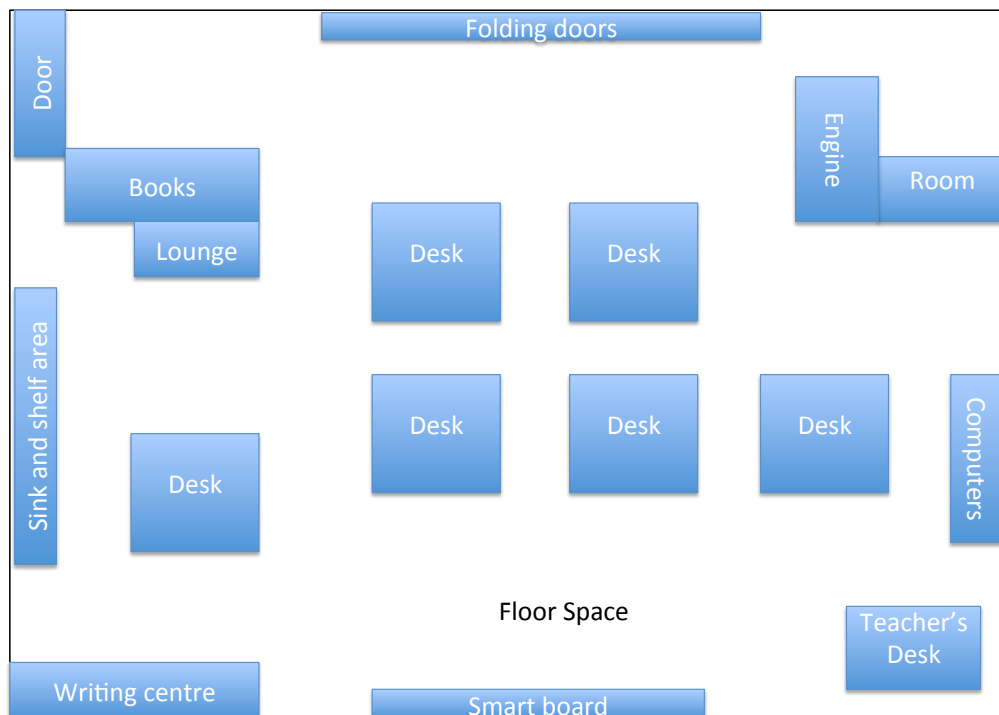 Folding doors
Door
Engine
Books
Room
Lounge
Desk
Desk
Sink and shelf area
Desk
Desk
Desk
Computers
Desk
Floor Space
Teacher’s
Desk
Writing centre
Smart board